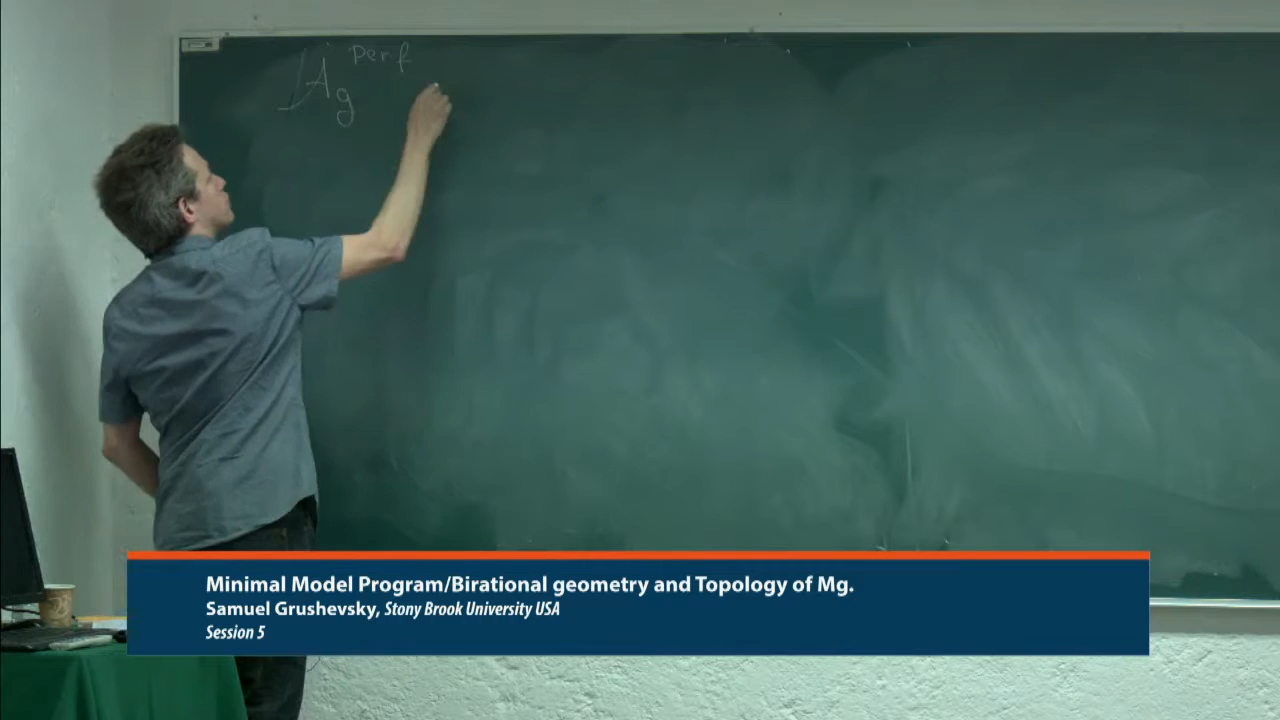 A_g^perf
Minimal Model Program/Birational geometry and Topology of Mg.
Samuel Grushevsky, Stony Brook University USA
Session 5